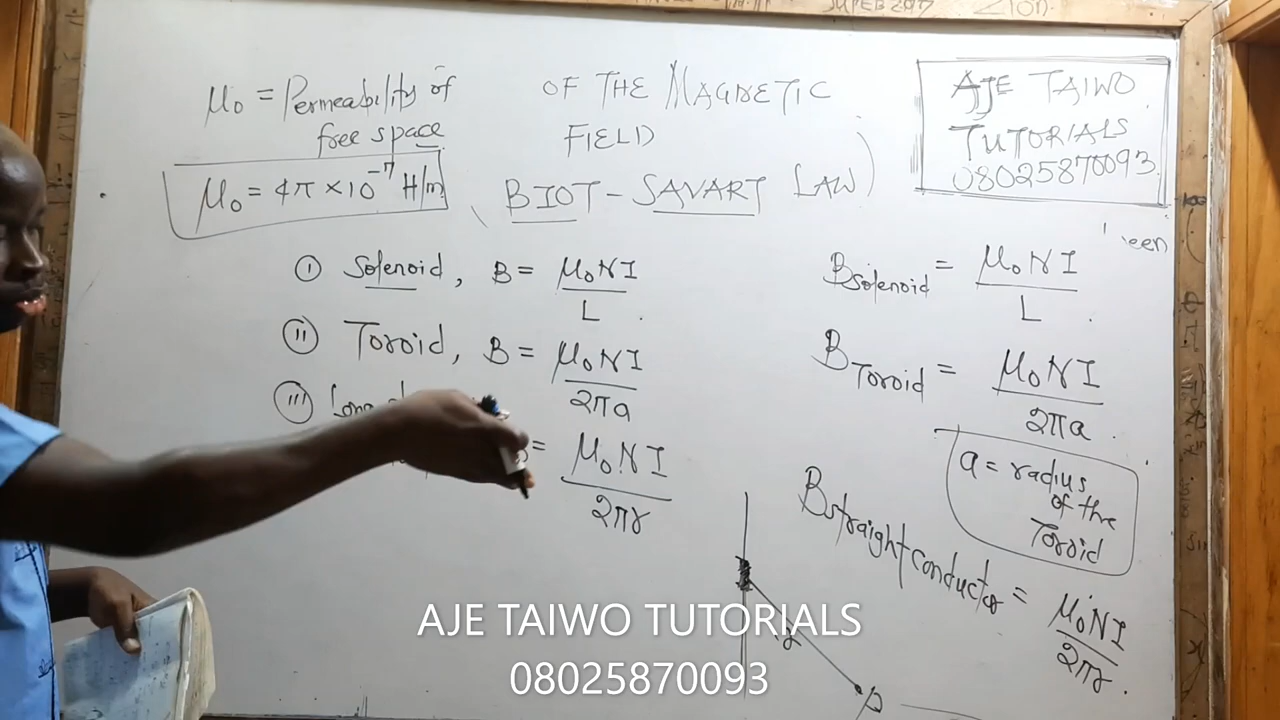 μ₀ = Permeability of
free space
μ₀ = 4π × 10⁻⁷ H/m
OF THE MAGNETIC
FIELD
BIOT - SAVART LAW)
AJE TAIWO
TUTORIALS
08025870093
(i) Solenoid, B = μ₀NI
L
(ii) Toroid, B = μ₀NI
2πa
(iii)
= μ₀NI
2πr
een
Bsolenoid = μ₀NI
L
BToroid = μ₀NI
2πa
a = radius
of the
Toroid
Bstraight conductor = μ₀NI
2πr
r
P
AJE TAIWO TUTORIALS
08025870093